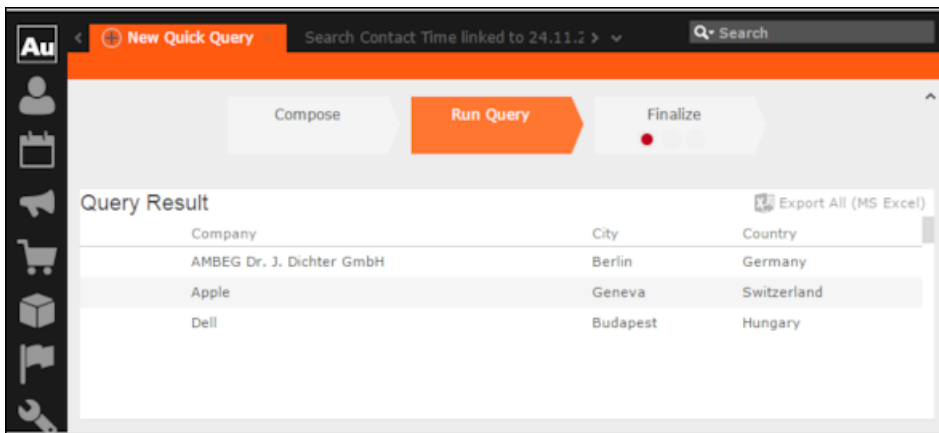 Au
New Quick Query
Search Contact Time linked to 24.11.2
Search
Compose
Run Query
Finalize
Query Result
Export All (MS Excel)
Company City Country
AMBEG Dr. J. Dichter GmbH Berlin Germany
Apple Geneva Switzerland
Dell Budapest Hungary